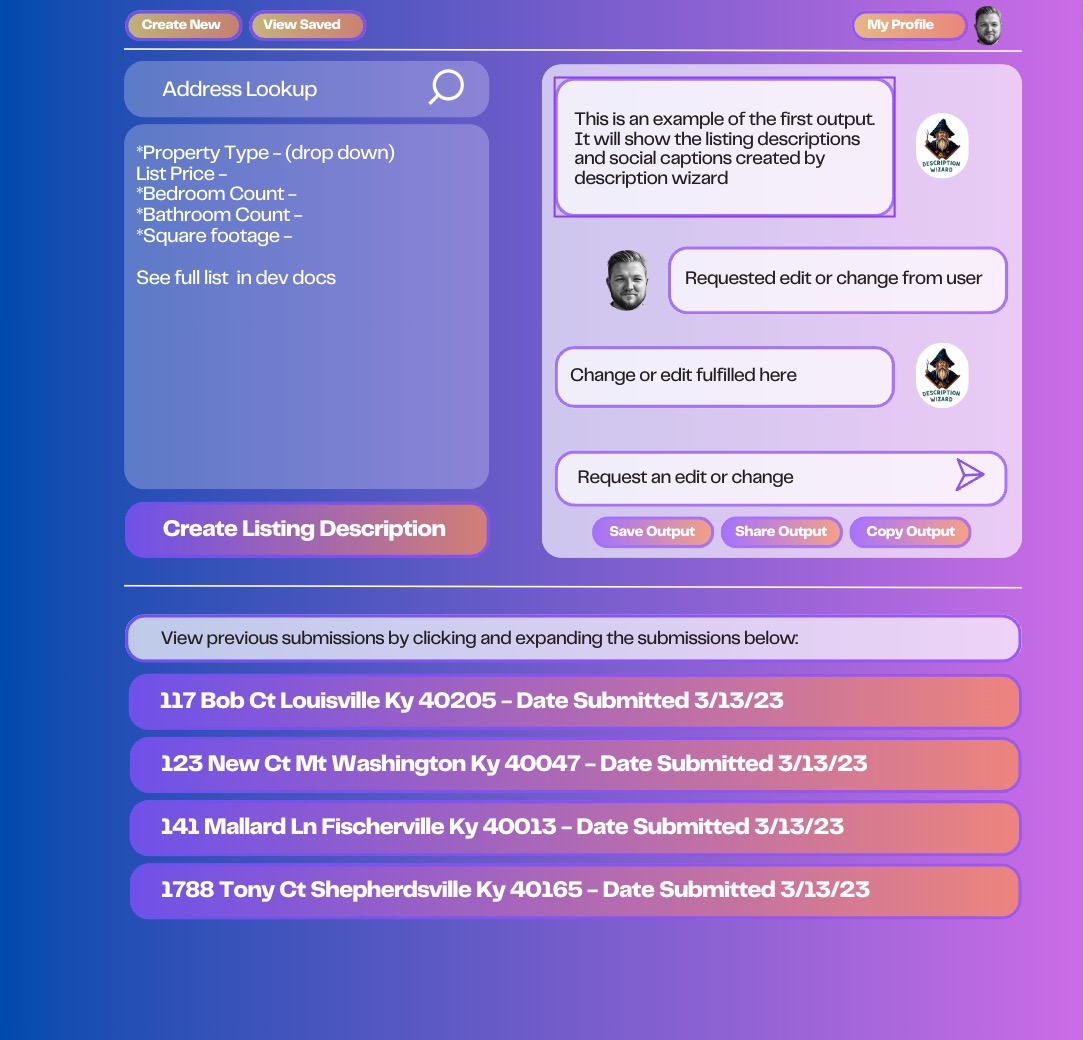 Create New
View Saved
My Profile
Address Lookup
*Property Type - (drop down)
List Price -
*Bedroom Count -
*Bathroom Count -
*Square footage -
See full list  in dev docs
Create Listing Description
This is an example of the first output.
It will show the listing descriptions
and social captions created by
description wizard
DESCRIPTION
WIZARD
Requested edit or change from user
Change or edit fulfilled here
DESCRIPTION
WIZARD
Request an edit or change
Save Output
Share Output
Copy Output
View previous submissions by clicking and expanding the submissions below:
117 Bob Ct Louisville Ky 40205 - Date Submitted 3/13/23
123 New Ct Mt Washington Ky 40047 - Date Submitted 3/13/23
141 Mallard Ln Fischerville Ky 40013 - Date Submitted 3/13/23
1788 Tony Ct Shepherdsville Ky 40165 - Date Submitted 3/13/23